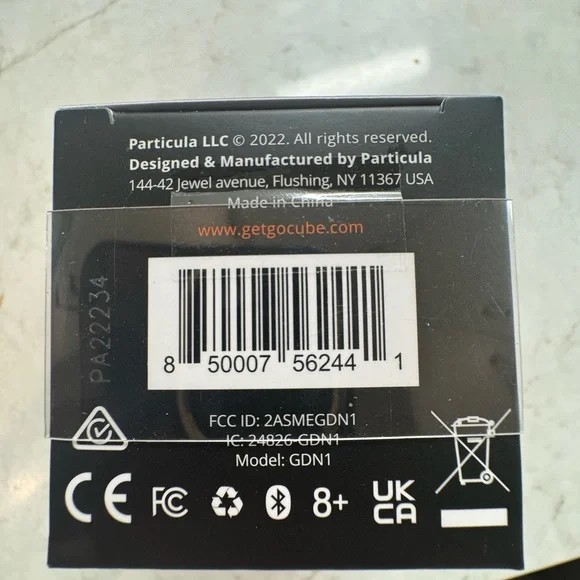 Particula LLC © 2022. All rights reserved.
Designed & Manufactured by Particula
144-42 Jewel avenue, Flushing, NY 11367 USA
Made in China
www.getgocube.com
PA22234
8 50007 56244 1
FCC ID: 2ASMEGDN1
IC: 24826-GDN1
Model: GDN1
CE FC 8+ UK
CA